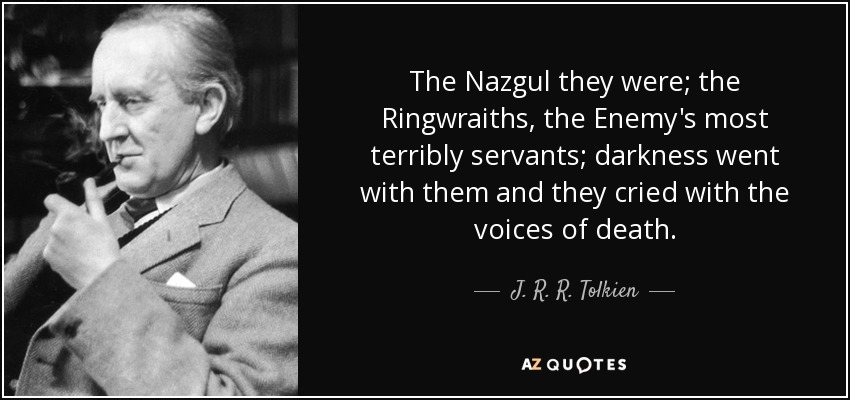 The Nazgul they were; the
Ringwraiths, the Enemy's most
terribly servants; darkness went
with them and they cried with the
voices of death.
J. R. R. Tolkien
AZ QUOTES